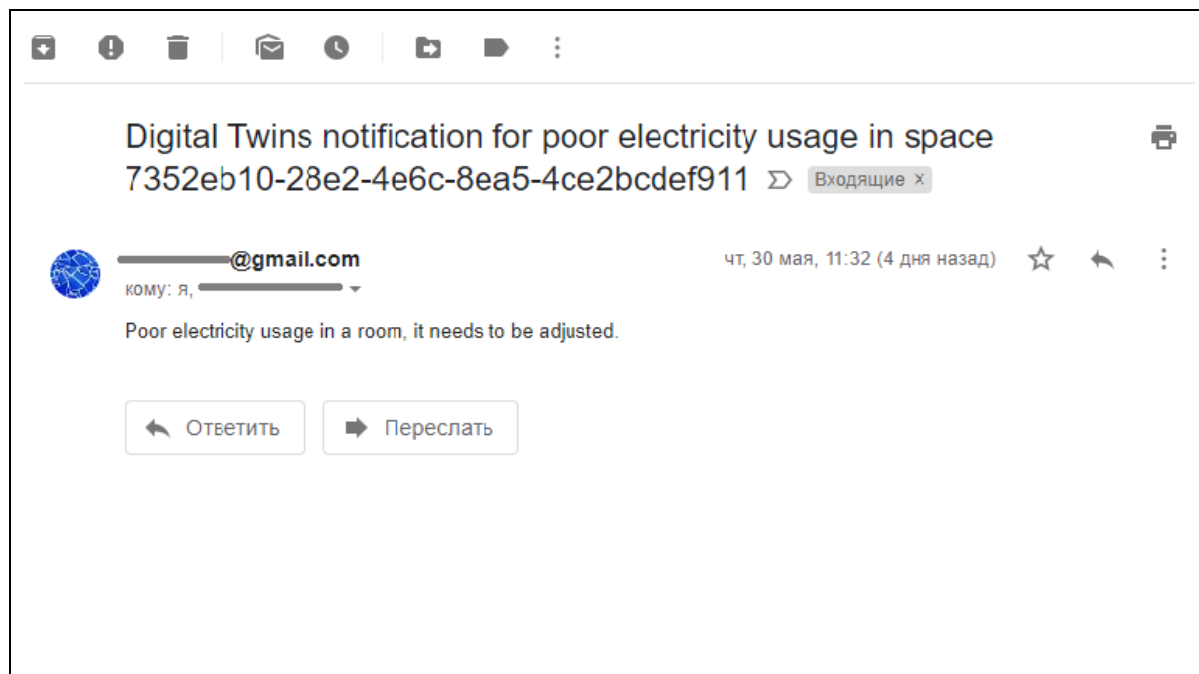 Digital Twins notification for poor electricity usage in space
7352eb10-28e2-4e6c-8ea5-4ce2bcdef911 Входящие x
@gmail.com чт, 30 мая, 11:32 (4 дня назад)
кому: я,
Poor electricity usage in a room, it needs to be adjusted.
Ответить Переслать